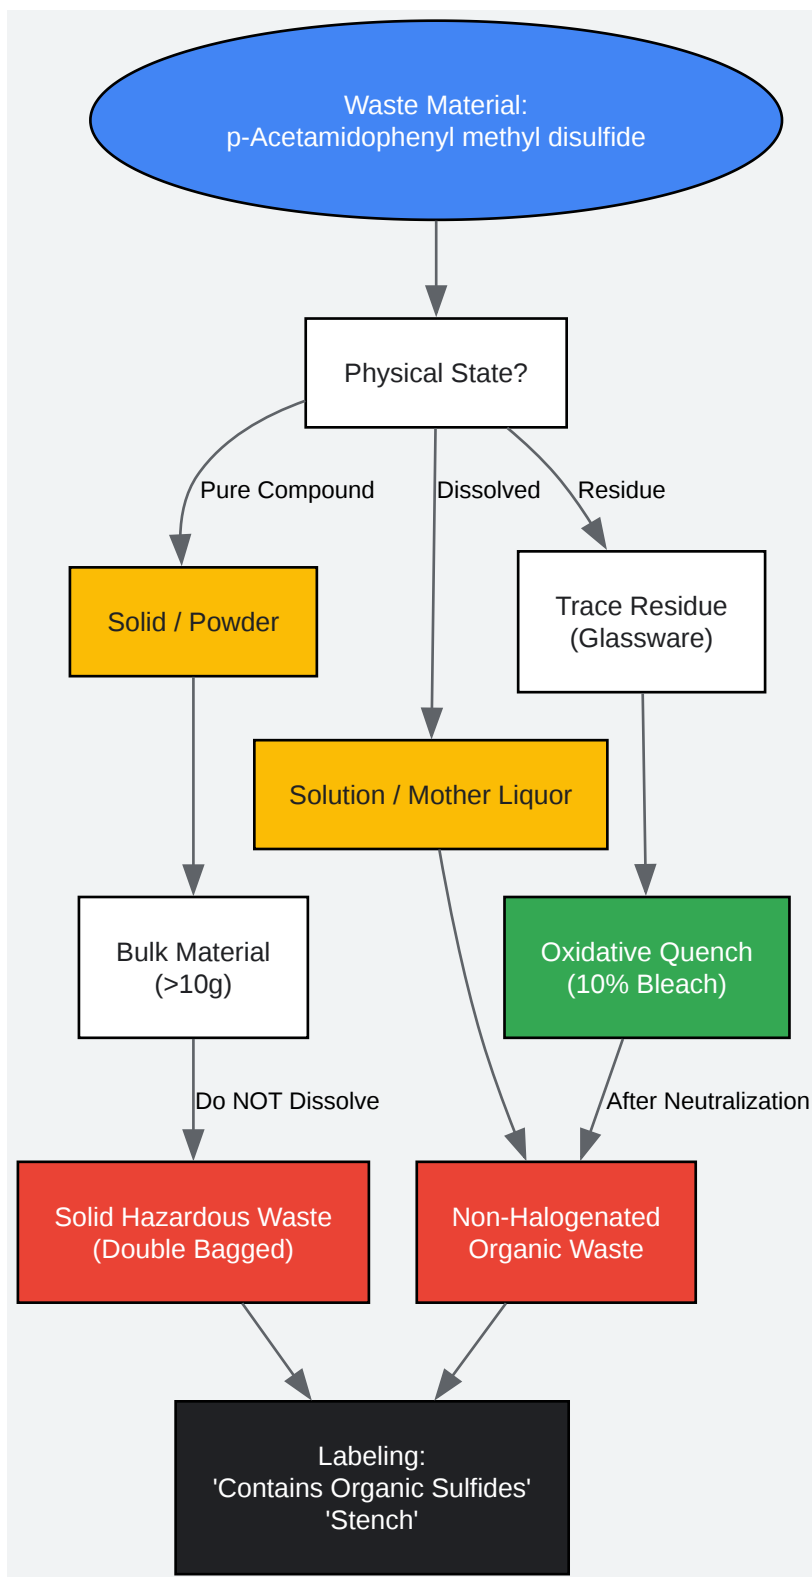 Waste Material:
p-Acetamidophenyl methyl disulfide
Physical State?
Pure Compound
Dissolved
Residue
Solid / Powder
Trace Residue
(Glassware)
Solution / Mother Liquor
Bulk Material
(>10g)
Oxidative Quench
(10% Bleach)
Do NOT Dissolve
After Neutralization
Solid Hazardous Waste
(Double Bagged)
Non-Halogenated
Organic Waste
Labeling:
'Contains Organic Sulfides'
'Stench'